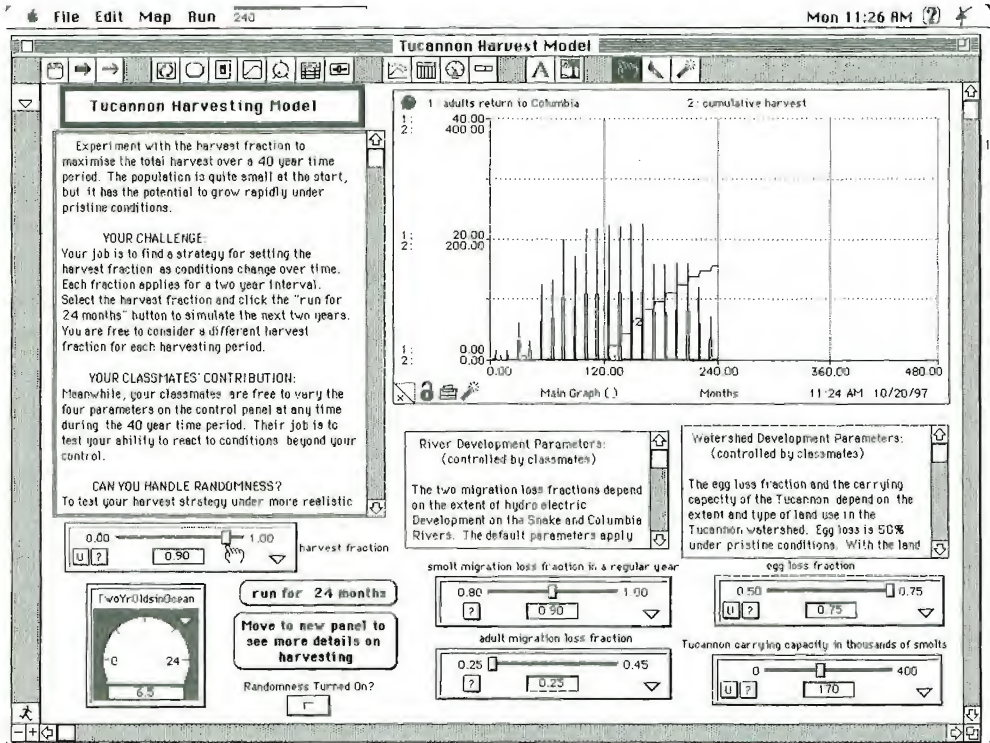 File Edit Map Run 240 Mon 11:26 AM
Tucannon Harvest Model
Tucannon Harvesting Model
Experiment with the harvest fraction to
maximise the total harvest over a 40 year time
period. The population is quite small at the start,
but it has the potential to grow rapidly under
pristine conditions.
YOUR CHALLENGE:
Your job is to find a strategy for setting the
harvest fraction as conditions change over time.
Each fraction applies for a two year interval.
Select the harvest fraction and click the "run for
24 months" button to simulate the next two years.
You are free to consider a different harvest
fraction for each harvesting period.
YOUR CLASSMATES' CONTRIBUTION:
Meanwhile, your classmates are free to vary the
four parameters on the control panel at any time
during the 40 year time period. Their job is to
test your ability to react to conditions beyond your
control.
CAN YOU HANDLE RANDOMNESS?
To test your harvest strategy under more realistic
0.00 1.00
harvest fraction
U ? 0.90
TwoYrOldsinOcean
0 24
6.5
run for 24 months
Move to new panel to
see more details on
harvesting
Randomness Turned On?
1: adults return to Columbia 2: cumulative harvest
1: 40.00
2: 400.00
1: 20.00
2: 200.00
1: 0.00
2: 0.00
2
0.00 120.00 240.00 360.00 480.00
Main Graph ( ) Months 11:24 AM 10/20/97
River Development Parameters:
(controlled by classmates)
The two migration loss fractions depend
on the extent of hydro electric
Development on the Snake and Columbia
Rivers. The default parameters apply
Watershed Development Parameters:
(controlled by classmates)
The egg loss fraction and the carrying
capacity of the Tucannon depend on the
extent and type of land use in the
Tucannon watershed. Egg loss is 50%
under pristine conditions. With the land
smolt migration loss fraction in a regular year
0.80 1.00
? 0.90
adult migration loss fraction
0.25 0.45
? 0.25
egg loss fraction
0.50 0.75
U ? 0.75
Tucannon carrying capacity in thousands of smolts
0 400
U ? 170